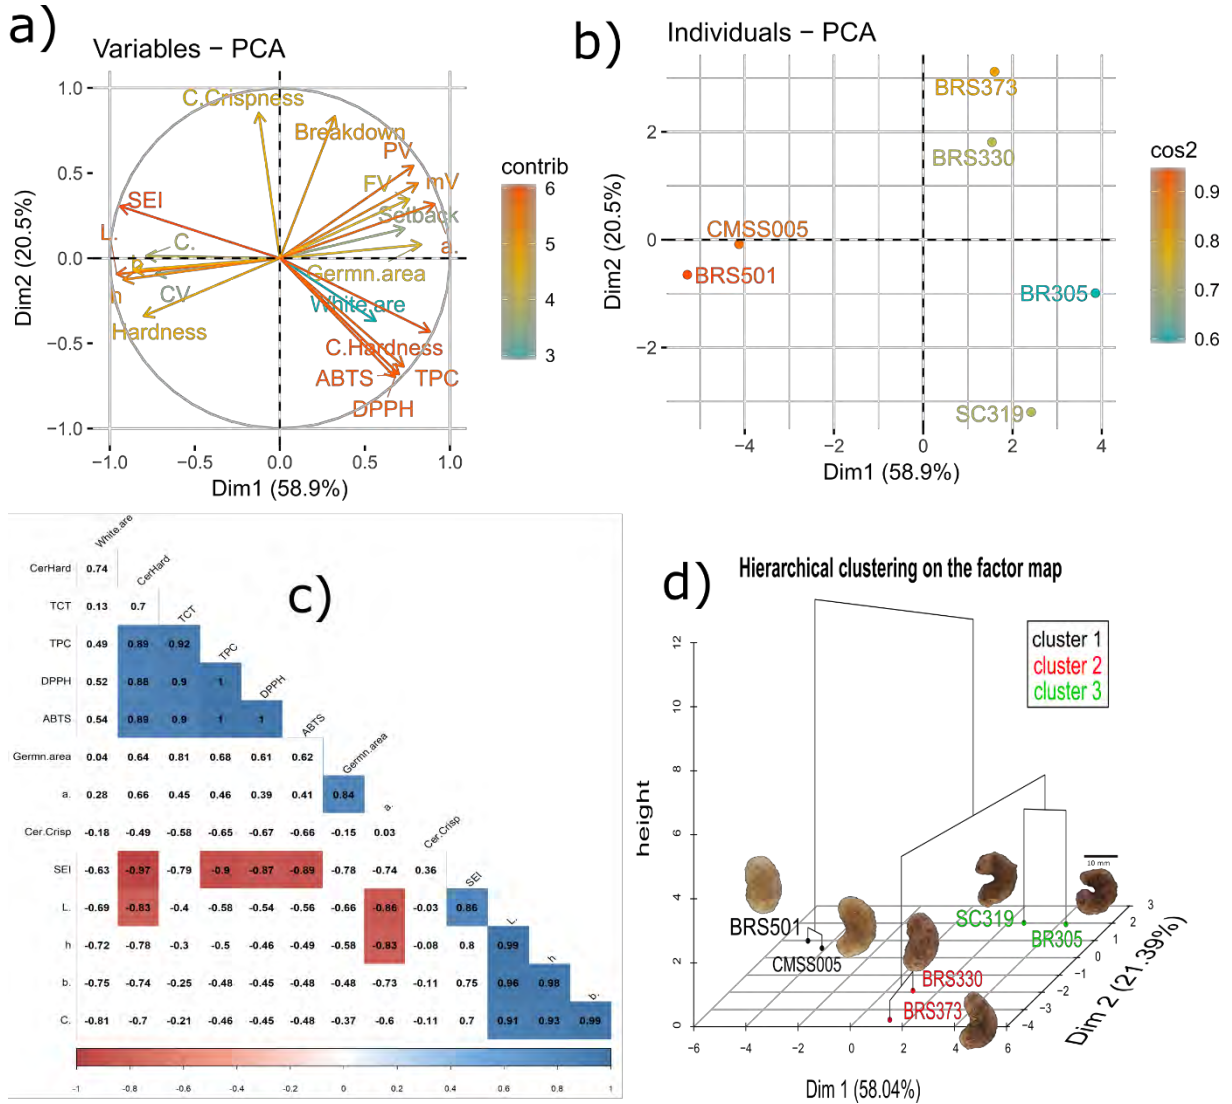 a)
Variables − PCA
C.Crispness
Breakdown
PV
FV
mV
SEI
Setback
L.
C.
a.
b
Germn.area
h
CV
White.are
Hardness
C.Hardness
ABTS
TPC
DPPH
1.0
0.5
0.0
−0.5
−1.0
−1.0
−0.5
0.0
0.5
1.0
Dim2 (20.5%)
Dim1 (58.9%)
contrib
6
5
4
3
b)
Individuals − PCA
BRS373
BRS330
CMSS005
BRS501
BR305
SC319
2
0
−2
−4
−2
0
2
4
Dim2 (20.5%)
Dim1 (58.9%)
cos2
0.9
0.8
0.7
0.6
c)
White.are
CerHard 0.74 CerHard
TCT 0.13 0.7 TCT
TPC 0.49 0.89 0.92 TPC
DPPH 0.52 0.88 0.9 1 DPPH
ABTS 0.54 0.89 0.9 1 1 ABTS
Germn.area 0.04 0.64 0.81 0.68 0.61 0.62 Germn.area
a. 0.28 0.66 0.45 0.46 0.39 0.41 0.84 a.
Cer.Crisp -0.18 -0.49 -0.58 -0.65 -0.67 -0.66 -0.15 0.03 Cer.Crisp
SEI -0.63 -0.97 -0.79 -0.9 -0.87 -0.89 -0.78 -0.74 0.36 SEI
L. -0.69 -0.83 -0.4 -0.58 -0.54 -0.56 -0.66 -0.86 -0.03 0.86 L.
h -0.72 -0.78 -0.3 -0.5 -0.46 -0.49 -0.58 -0.83 -0.08 0.8 0.99 h
b. -0.75 -0.74 -0.25 -0.48 -0.45 -0.48 -0.48 -0.73 -0.11 0.75 0.96 0.98 b.
C. -0.81 -0.7 -0.21 -0.46 -0.45 -0.48 -0.37 -0.6 -0.11 0.7 0.91 0.93 0.99
-1 -0.8 -0.6 -0.4 -0.2 0 0.2 0.4 0.6 0.8 1
d)
Hierarchical clustering on the factor map
cluster 1
cluster 2
cluster 3
10 mm
BRS501
CMSS005
SC319
BR305
BRS330
BRS373
height
0 2 4 6 8 10 12
−6 −4 −2 0 2 4 6
Dim 1 (58.04%)
−4 −3 −2 −1 0 1 2 3
Dim 2 (21.39%)